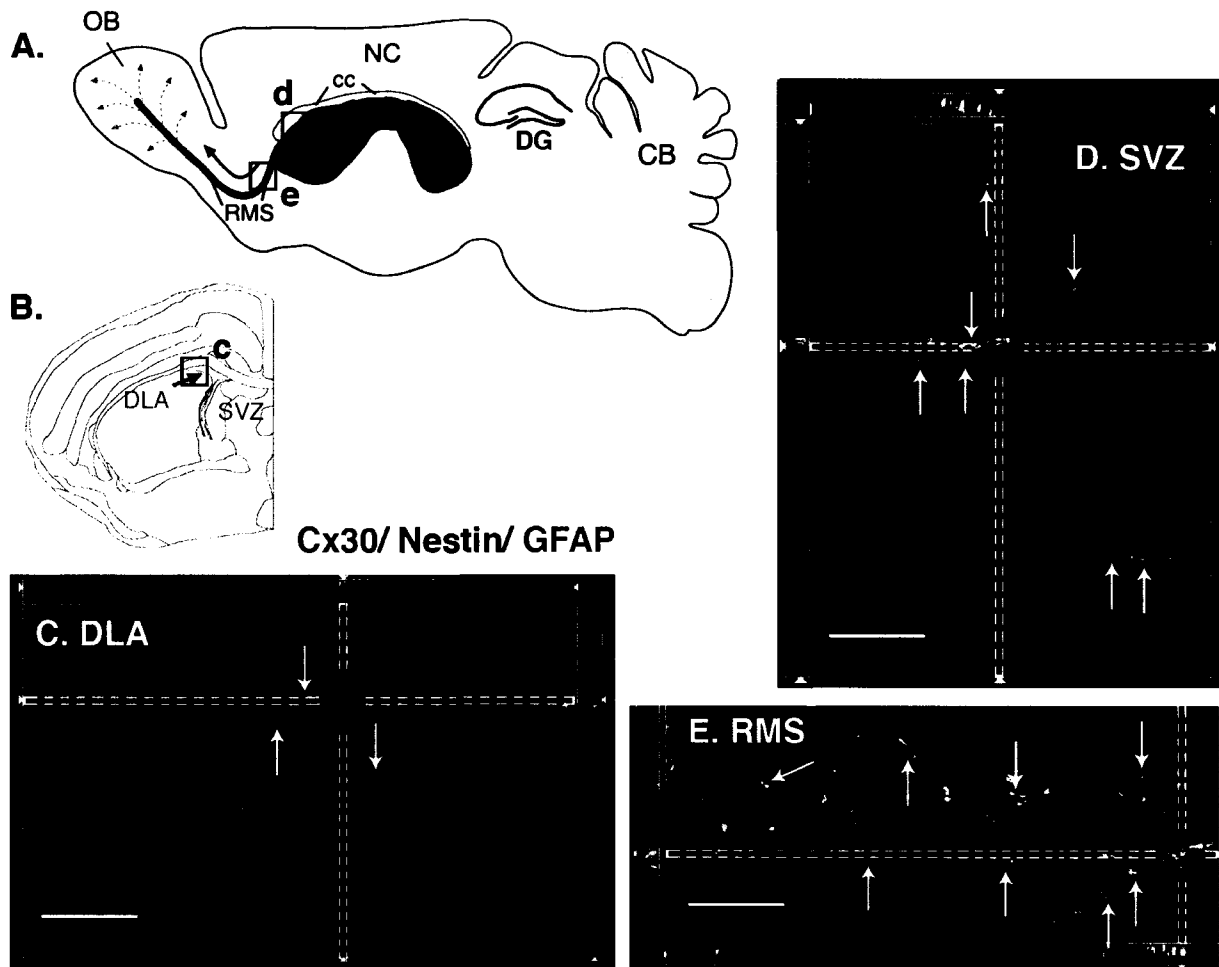 A.
OB
NC
cc
d
DG
CB
e
RMS
B.
c
DLA
SVZ
Cx30/ Nestin/ GFAP
C. DLA
D. SVZ
E. RMS